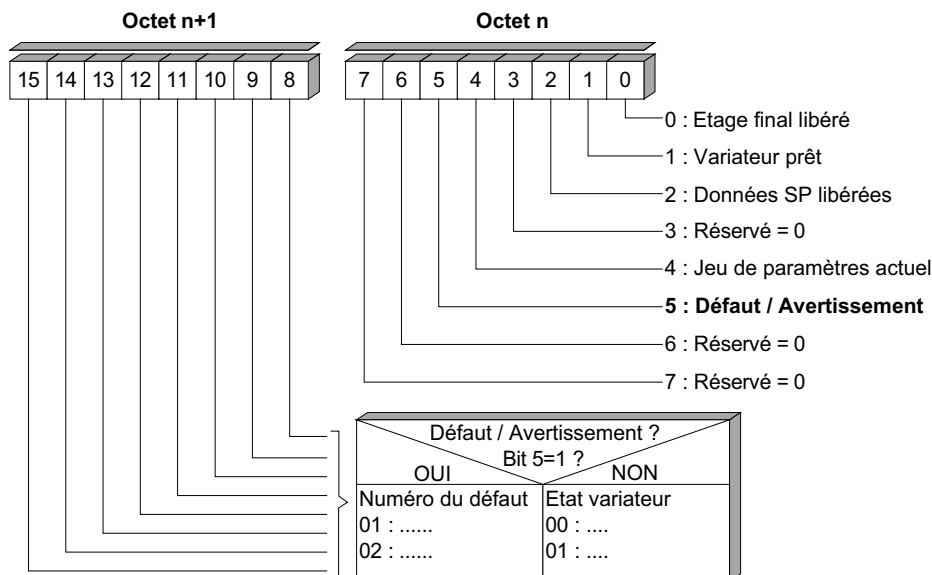 Octet n+1
Octet n
15 14 13 12 11 10 9 8
7 6 5 4 3 2 1 0
0 : Etage final libéré
1 : Variateur prêt
2 : Données SP libérées
3 : Réservé = 0
4 : Jeu de paramètres actuel
5 : Défaut / Avertissement
6 : Réservé = 0
7 : Réservé = 0
Défaut / Avertissement ?
Bit 5=1 ?
OUI
NON
Numéro du défaut
01 : ......
02 : ......
Etat variateur
00 : ....
01 : ....